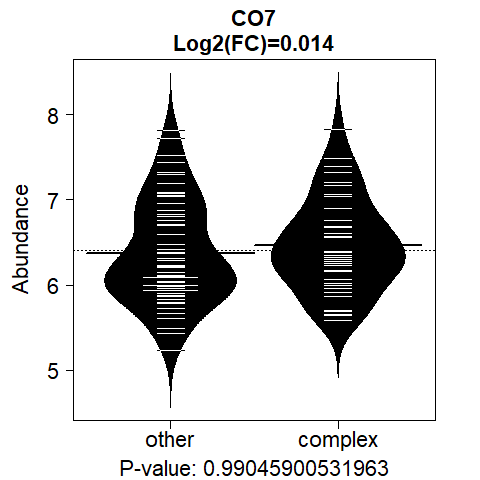 CO7
Log2(FC)=0.014
Abundance
8
7
6
5
other complex
P-value: 0.99045900531963